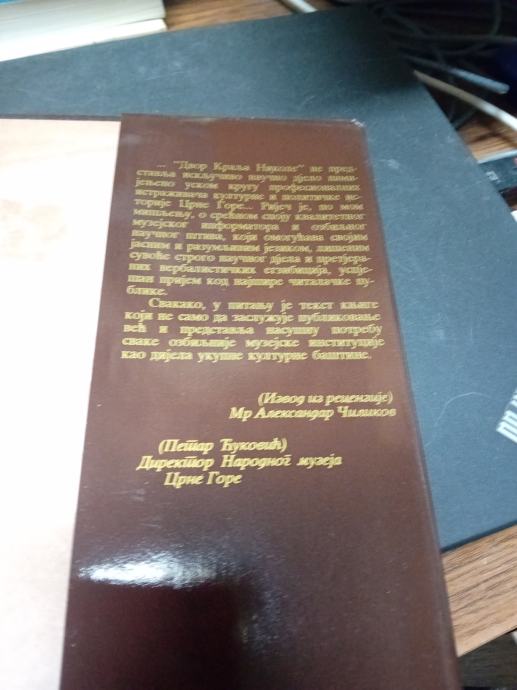 ... "Двор Краља Николе" не пред-
ставља искључиво научно дјело нами-
јењено уском кругу професионалних
истраживача културне и политичке ис-
торије Црне Горе... Ријеч је, по мом
мишљењу, о срећном споју квалитетног
музејског информатора и озбиљног
научног штива, који омогућава својим
јасним и разумљивим језиком, лишеним
сувоће строго научног дјела и претјера-
них вербалистичких егзибиција, успје-
шан пријем код најшире читалачке пу-
блике.
Свакако, у питању је текст књиге
који не само да заслужује публиковање
већ и представља насушну потребу
сваке озбиљније музејске институције
као дијела укупне културне баштине.
(Извод из рецензије)
Мр Александар Чиликов
(Петар Ћуковић)
Директор Народног музеја
Црне Горе